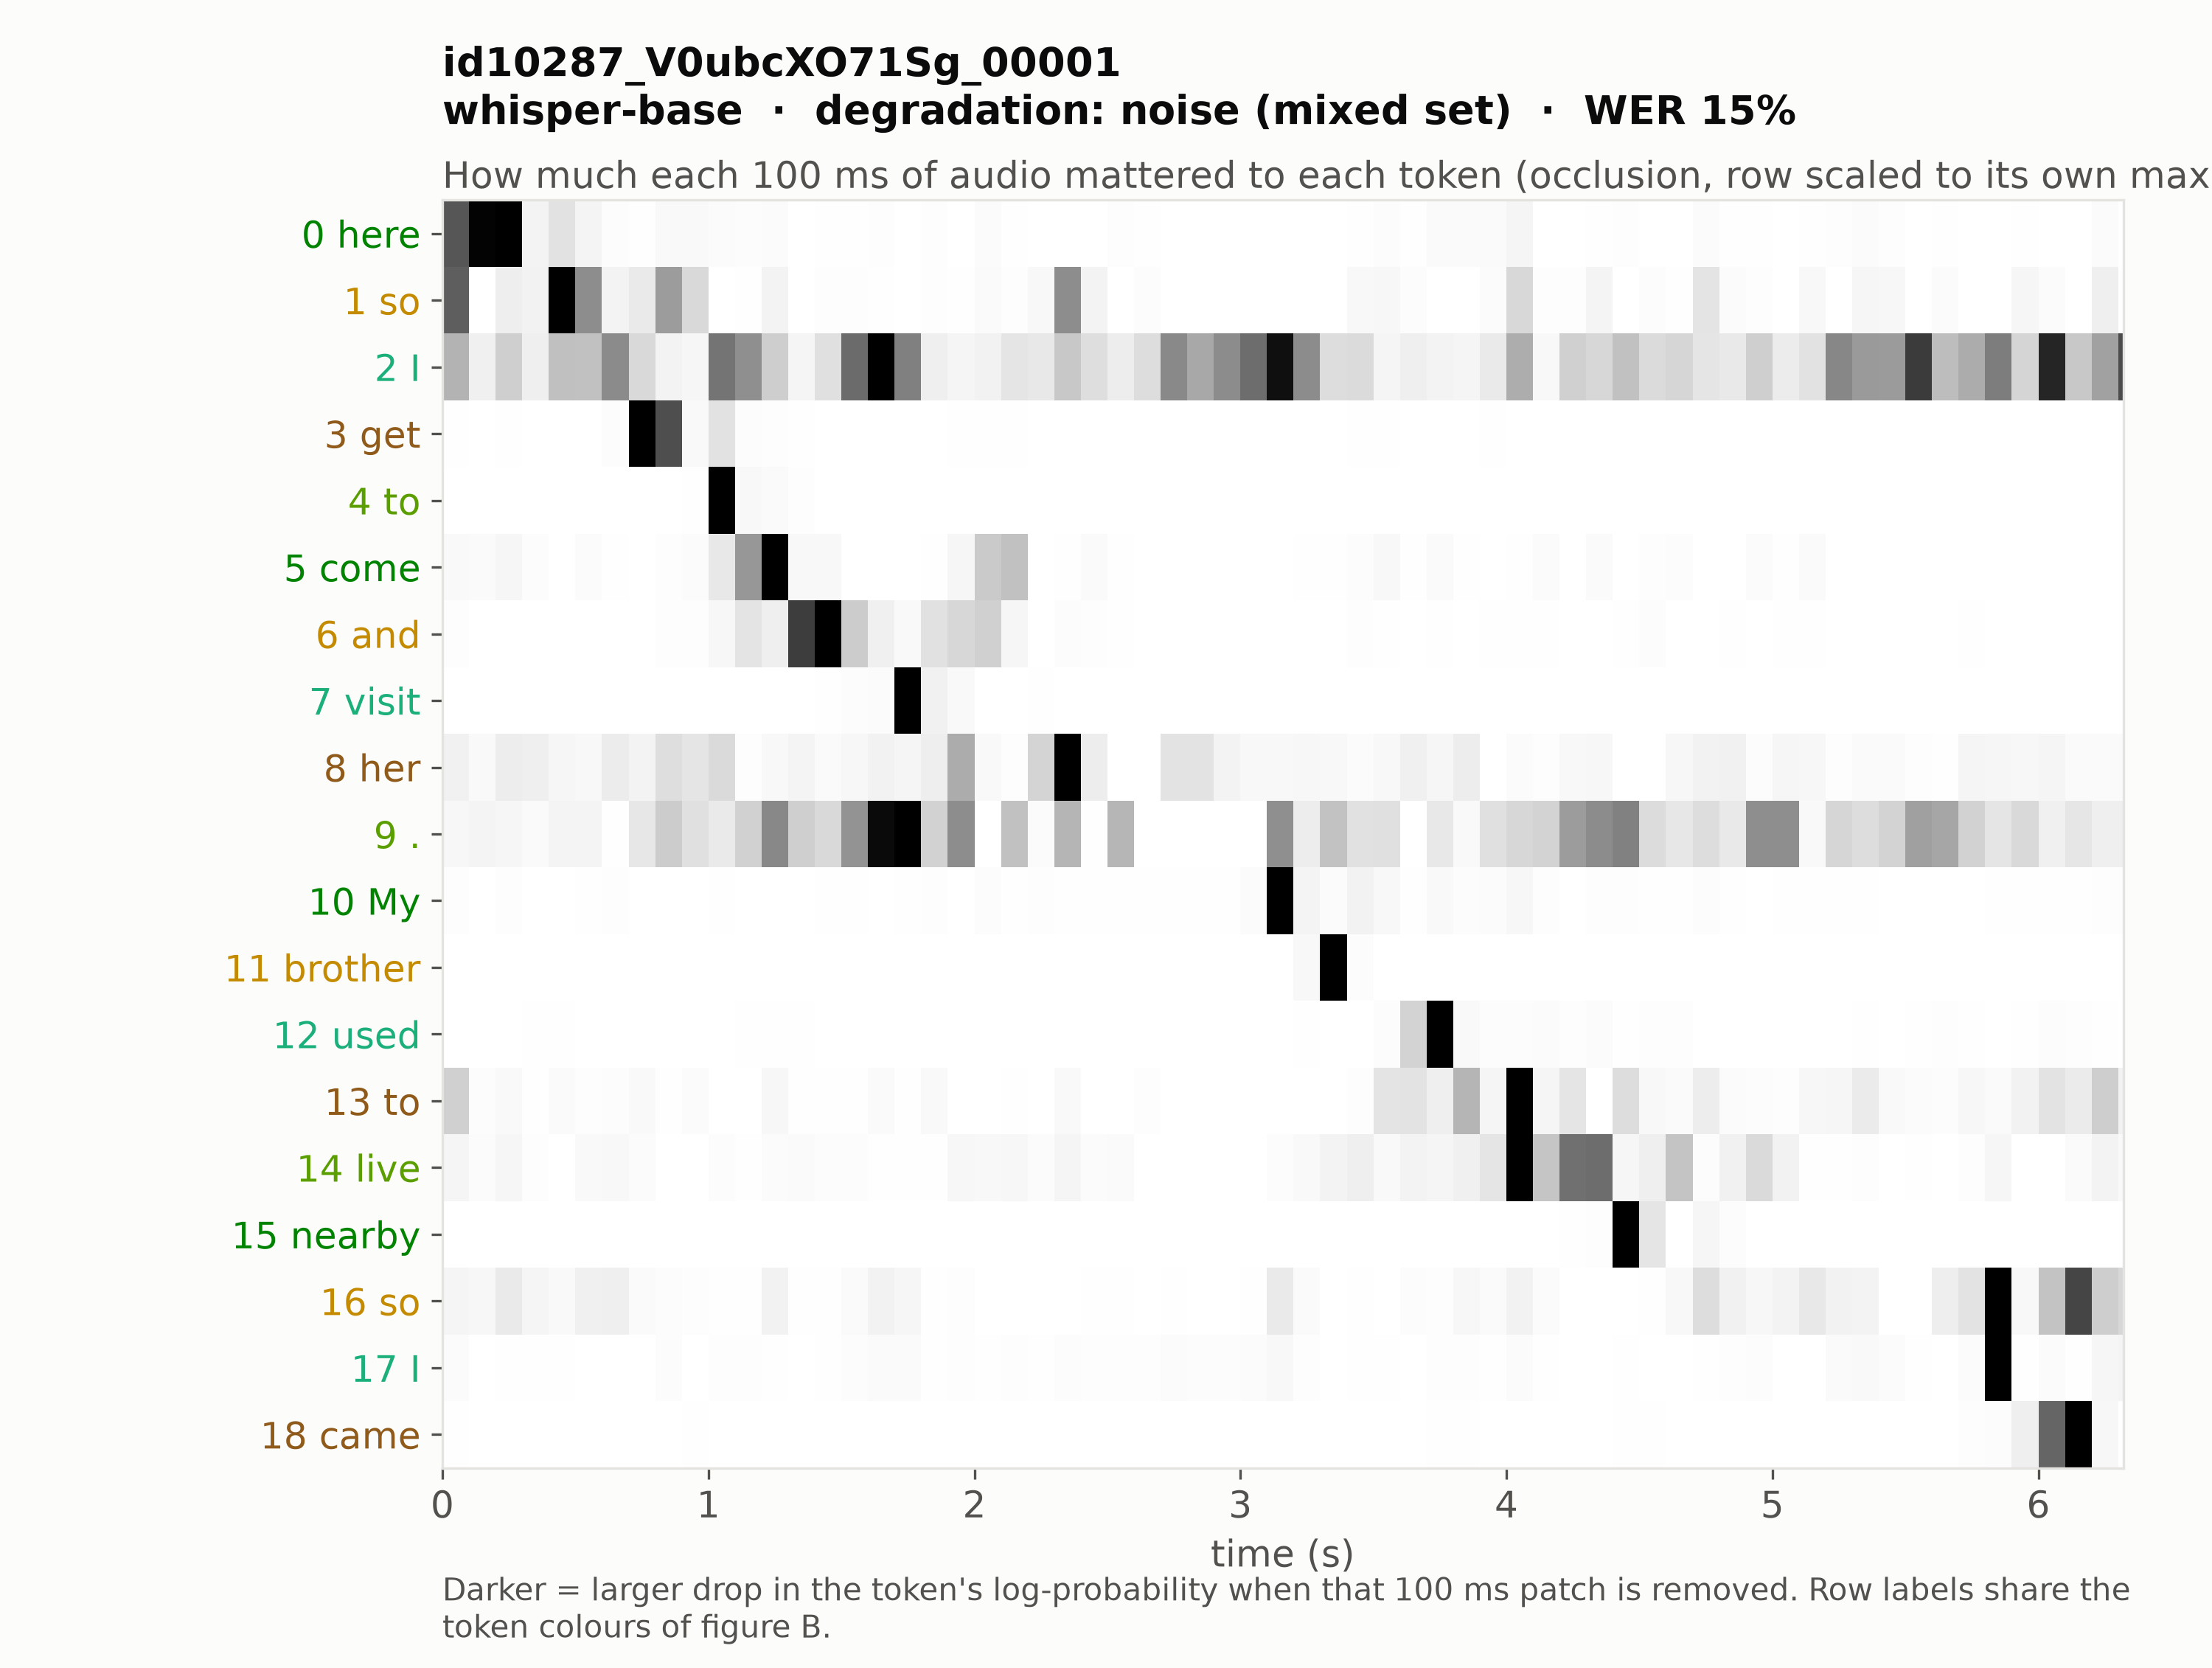 id10287_V0ubcXO71Sg_00001
whisper-base · degradation: noise (mixed set) · WER 15%
How much each 100 ms of audio mattered to each token (occlusion, row scaled to its own max
0 here
1 so
2 I
3 get
4 to
5 come
6 and
7 visit
8 her
9 .
10 My
11 brother
12 used
13 to
14 live
15 nearby
16 so
17 I
18 came
0 1 2 3 4 5 6
time (s)
Darker = larger drop in the token's log-probability when that 100 ms patch is removed. Row labels share the
token colours of figure B.